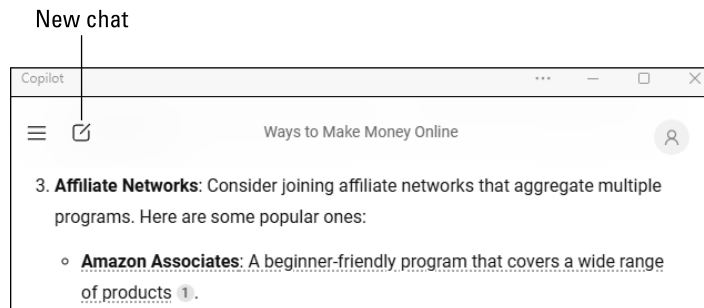 New chat
Copilot
Ways to Make Money Online
3. Affiliate Networks: Consider joining affiliate networks that aggregate multiple
programs. Here are some popular ones:
Amazon Associates: A beginner-friendly program that covers a wide range
of products 1.